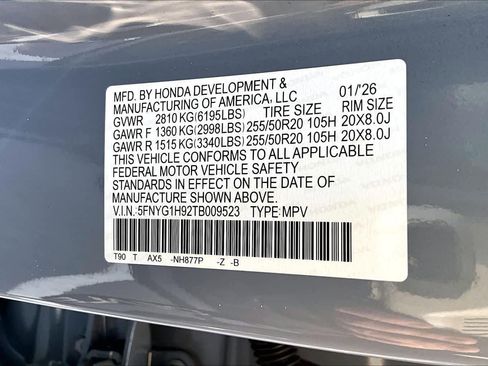 MFD. BY HONDA DEVELOPMENT & 01/'26
MANUFACTURING OF AMERICA, LLC
GVWR 2810 KG(6195LBS) TIRE SIZE RIM SIZE
GAWR F 1360 KG(2998LBS) 255/50R20 105H 20X8.0J
GAWR R 1515 KG(3340LBS) 255/50R20 105H 20X8.0J
THIS VEHICLE CONFORMS TO ALL APPLICABLE
FEDERAL MOTOR VEHICLE SAFETY
STANDARDS IN EFFECT ON THE DATE OF
MANUFACTURE SHOWN ABOVE.
V.I.N.: 5FNYG1H92TB009523 TYPE: MPV
T90 T AX5 -NH877P -Z -B